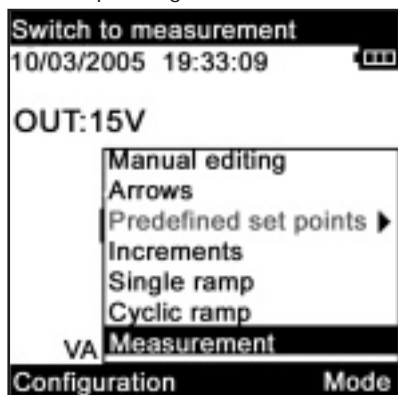 Switch to measurement
10/03/2005 19:33:09
OUT:15V
Manual editing
Arrows
Predefined set points
Increments
Single ramp
Cyclic ramp
VA Measurement
Configuration Mode